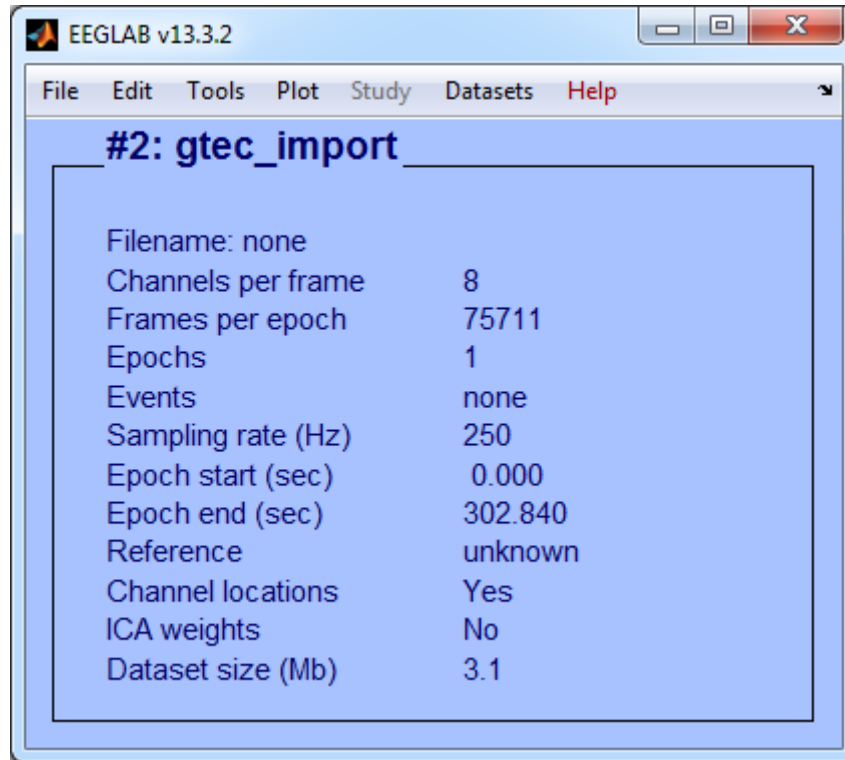 EEGLAB v13.3.2
File Edit Tools Plot Study Datasets Help
#2: gtec_import
Filename: none
Channels per frame 8
Frames per epoch 75711
Epochs 1
Events none
Sampling rate (Hz) 250
Epoch start (sec) 0.000
Epoch end (sec) 302.840
Reference unknown
Channel locations Yes
ICA weights No
Dataset size (Mb) 3.1